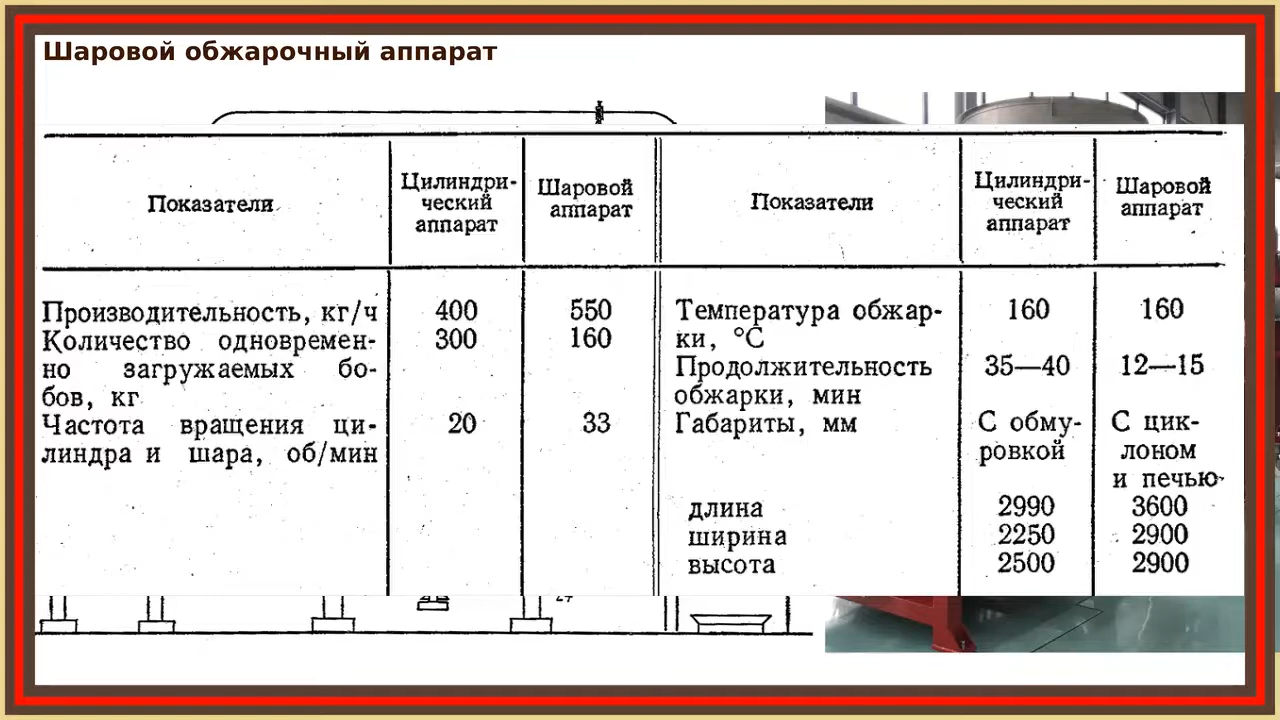 Шаровой обжарочный аппарат
Показатели
Цилиндри-
ческий
аппарат
Шаровой
аппарат
Показатели
Цилиндри-
ческий
аппарат
Шаровой
аппарат
Производительность, кг/ч 400 550
Количество одновремен- 300 160
но загружаемых бо-
бов, кг
Частота вращения ци- 20 33
линдра и шара, об/мин
Температура обжар- 160 160
ки, °С
Продолжительность 35—40 12—15
обжарки, мин
Габариты, мм С обму- С цик-
ровкой лоном
и печью
длина 2990 3600
ширина 2250 2900
высота 2500 2900